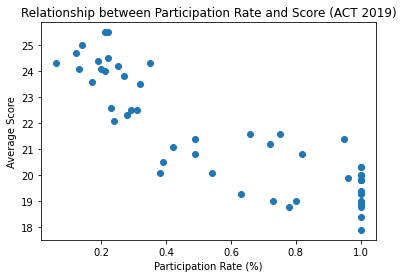 Relationship between Participation Rate and Score (ACT 2019)
25
24
23
22
21
20
19
18
Average Score
0.2 0.4 0.6 0.8 1.0
Participation Rate (%)